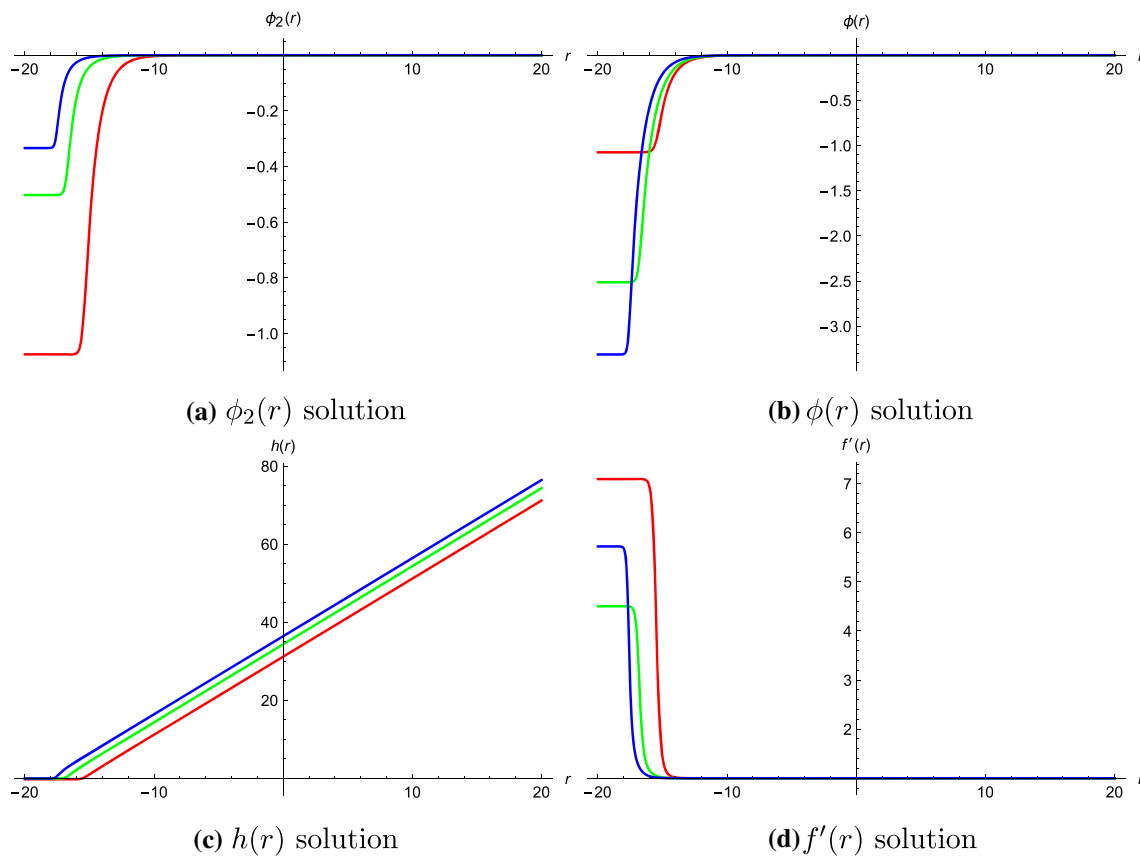 ϕ₂(r)
−20 −10 10 20 r
−0.2
−0.4
−0.6
−0.8
−1.0
(a) ϕ₂(r) solution
ϕ(r)
−20 −10 10 20
−0.5
−1.0
−1.5
−2.0
−2.5
−3.0
(b) ϕ(r) solution
h(r)
80
60
40
20
−20 −10 10 20 r
(c) h(r) solution
f′(r)
7
6
5
4
3
2
−20 −10 10 20
(d) f′(r) solution